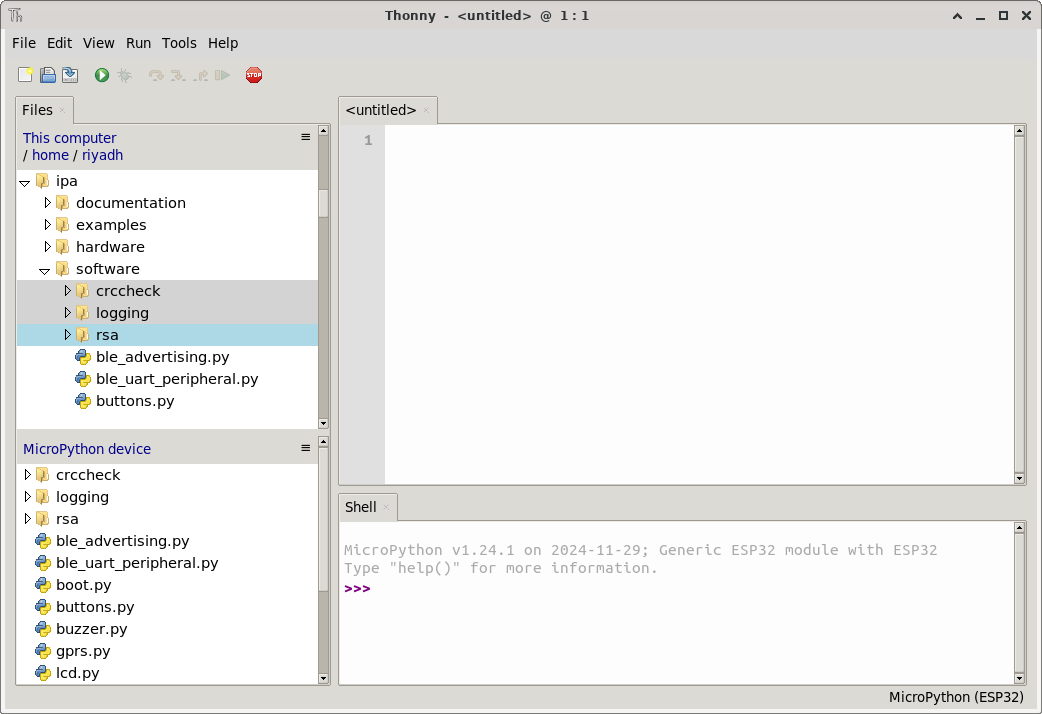 Thonny - <untitled> @ 1 : 1
File Edit View Run Tools Help
STOP
Files
This computer
/ home / riyadh
ipa
documentation
examples
hardware
software
crccheck
logging
rsa
ble_advertising.py
ble_uart_peripheral.py
buttons.py
MicroPython device
crccheck
logging
rsa
ble_advertising.py
ble_uart_peripheral.py
boot.py
buttons.py
buzzer.py
gprs.py
lcd.py
<untitled>
1
Shell
MicroPython v1.24.1 on 2024-11-29; Generic ESP32 module with ESP32
Type "help()" for more information.
>>>
MicroPython (ESP32)